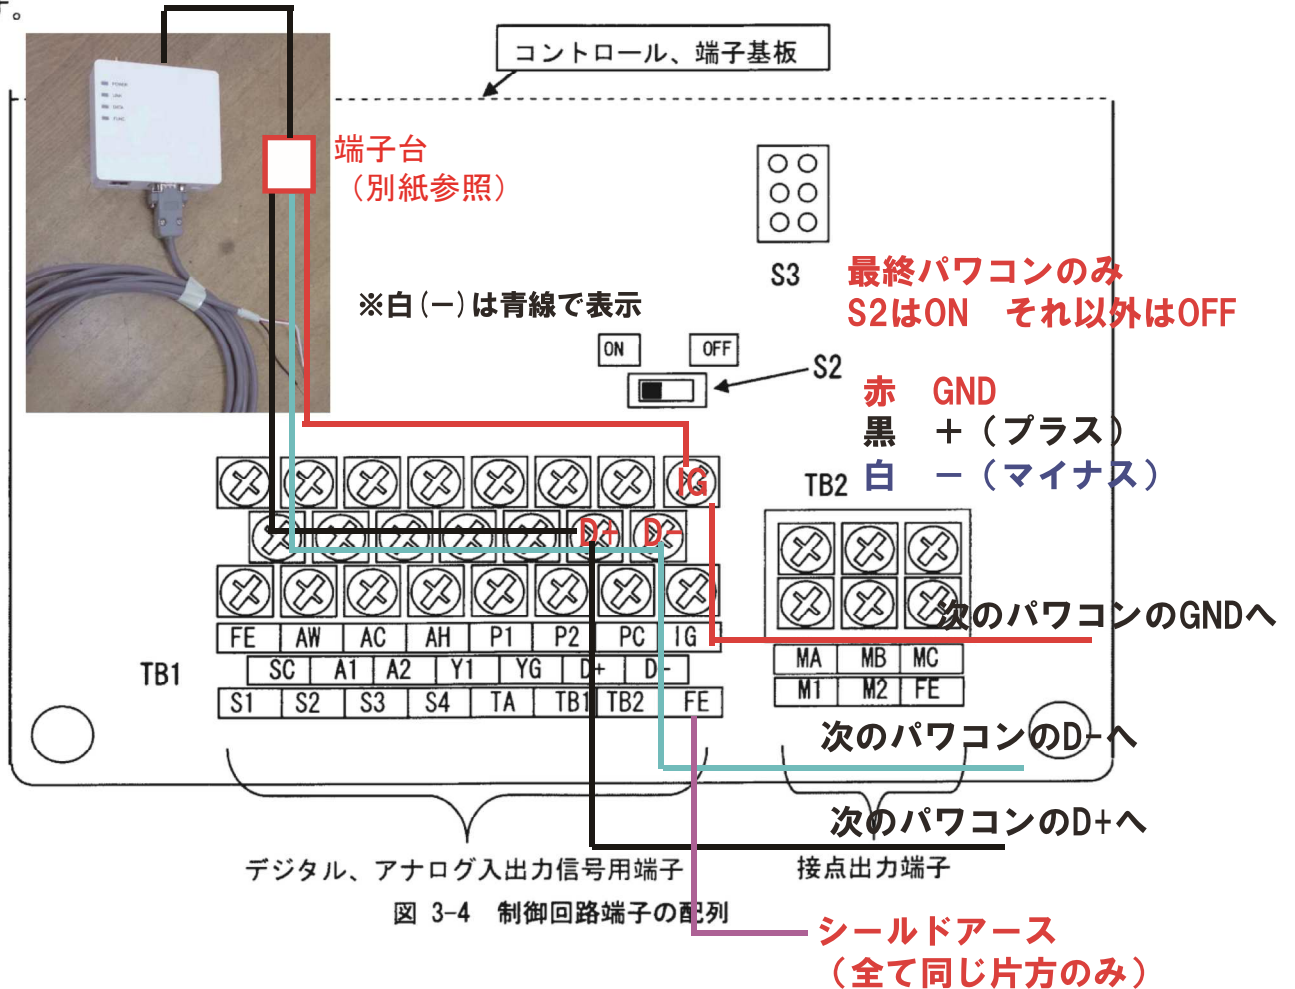 す。
コントロール、端子基板
POWER
LINK
DATA
FUNC
端子台
（別紙参照）
S3
最終パワコンのみ
S2はON　それ以外はOFF
※白(－)は青線で表示
ON
OFF
S2
赤　GND
黒　＋（プラス）
白　－（マイナス）
TB2
IG
D+
D-
次のパワコンのGNDへ
FE AW AC AH P1 P2 PC IG
SC A1 A2 Y1 YG D+ D-
S1 S2 S3 S4 TA TB1 TB2 FE
TB1
MA MB MC
M1 M2 FE
次のパワコンのD-へ
次のパワコンのD+へ
デジタル、アナログ入出力信号用端子
接点出力端子
図 3-4　制御回路端子の配列
シールドアース
（全て同じ片方のみ）